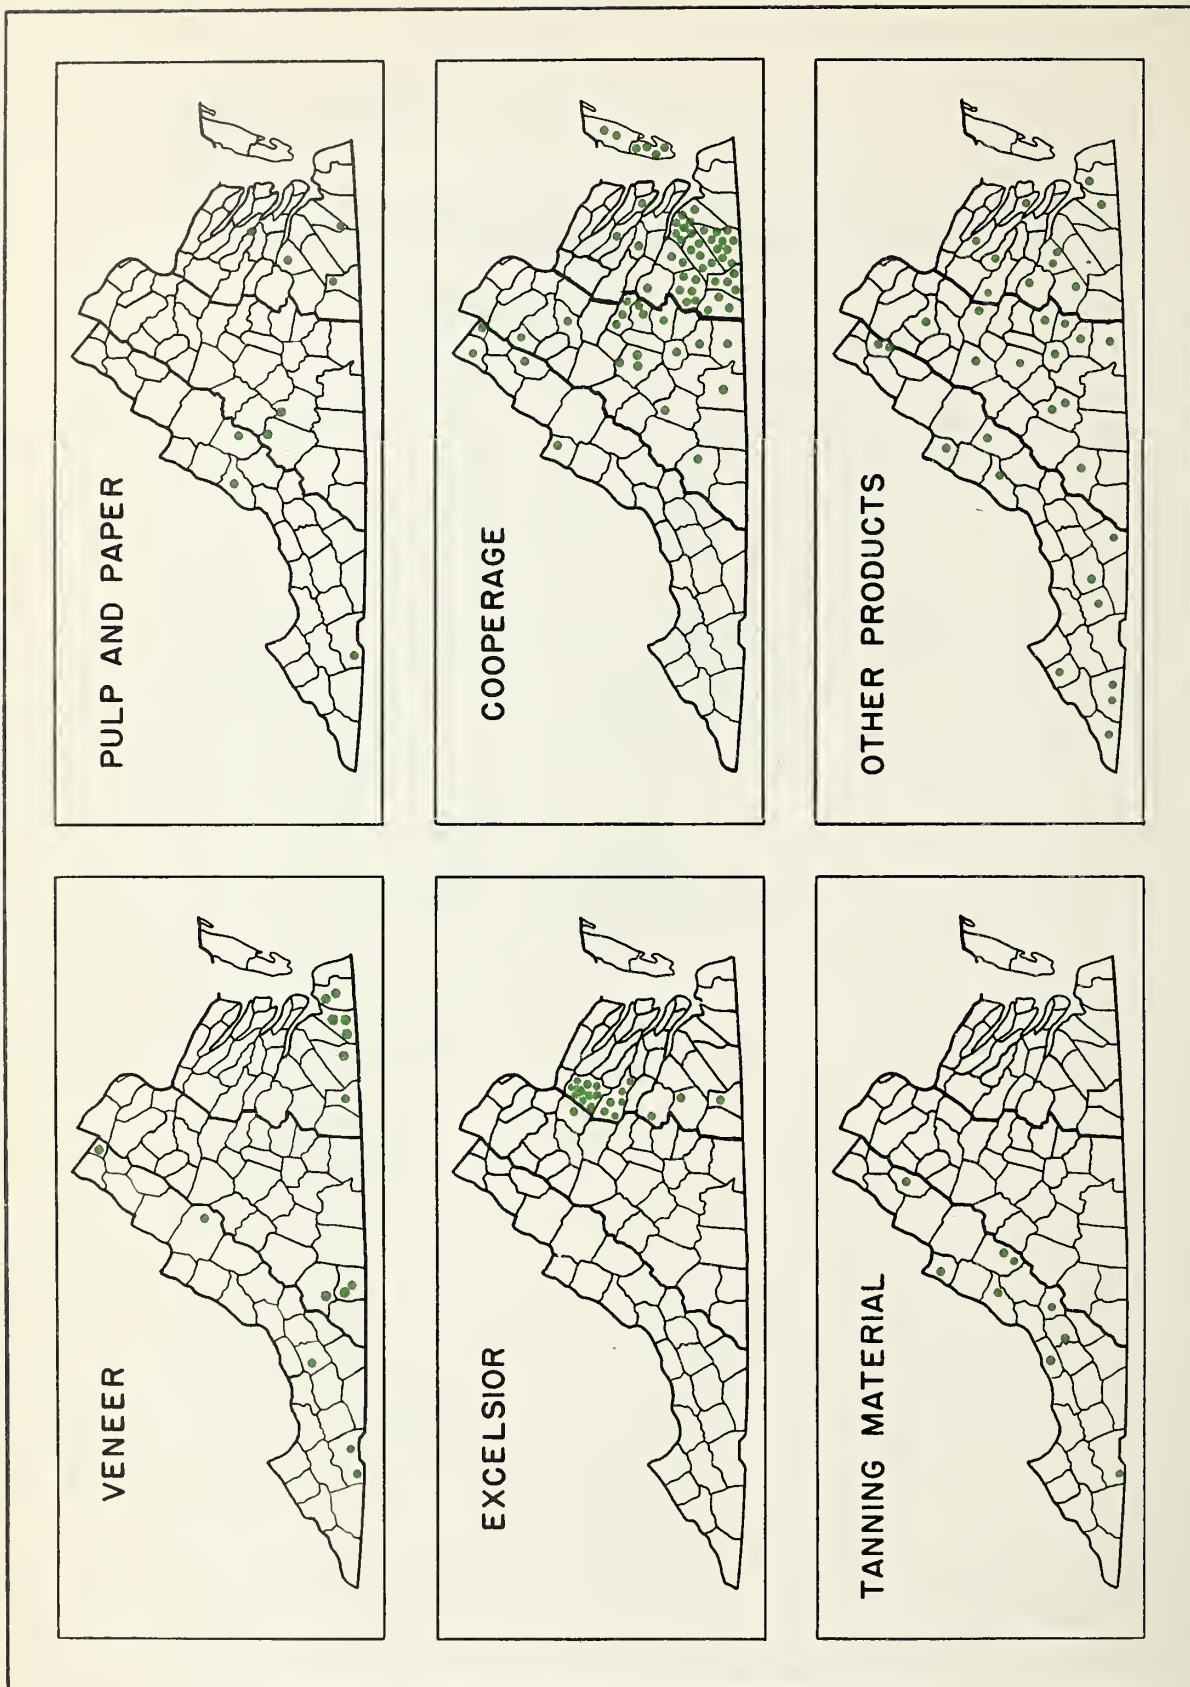 VENEER
PULP AND PAPER
EXCELSIOR
COOPERAGE
TANNING MATERIAL
OTHER PRODUCTS